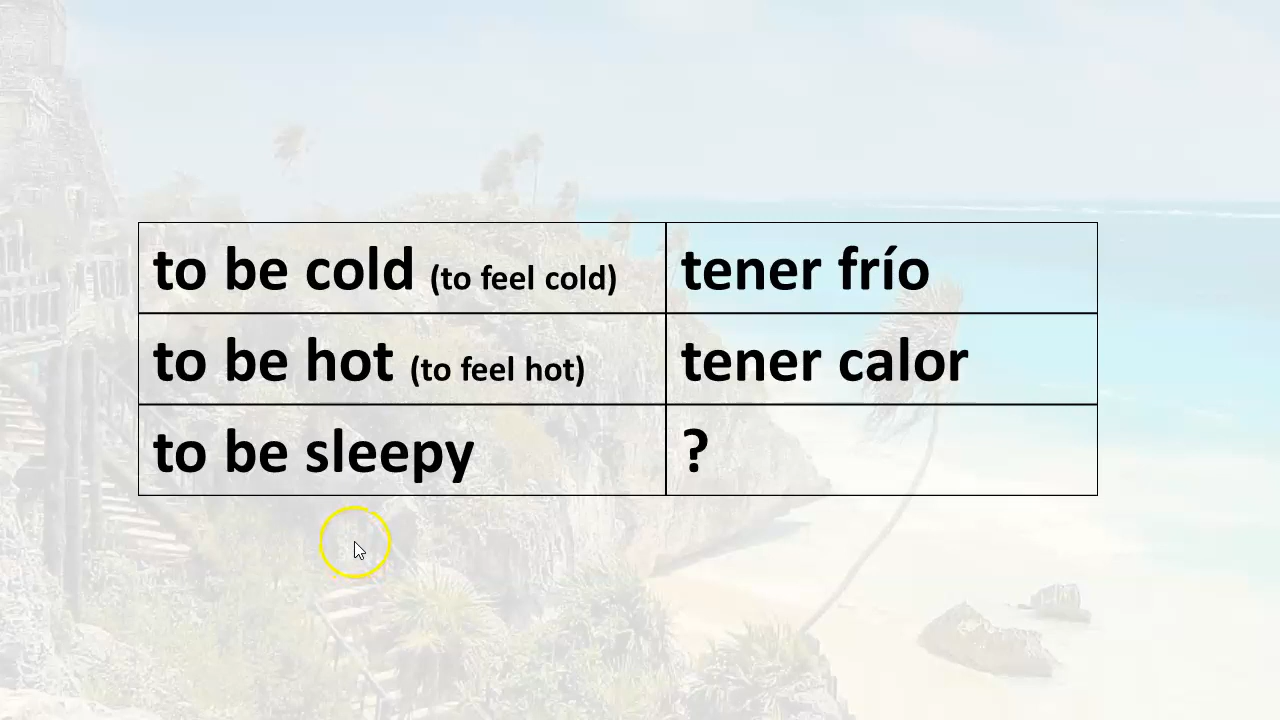 to be cold (to feel cold) tener frío
to be hot (to feel hot) tener calor
to be sleepy ?